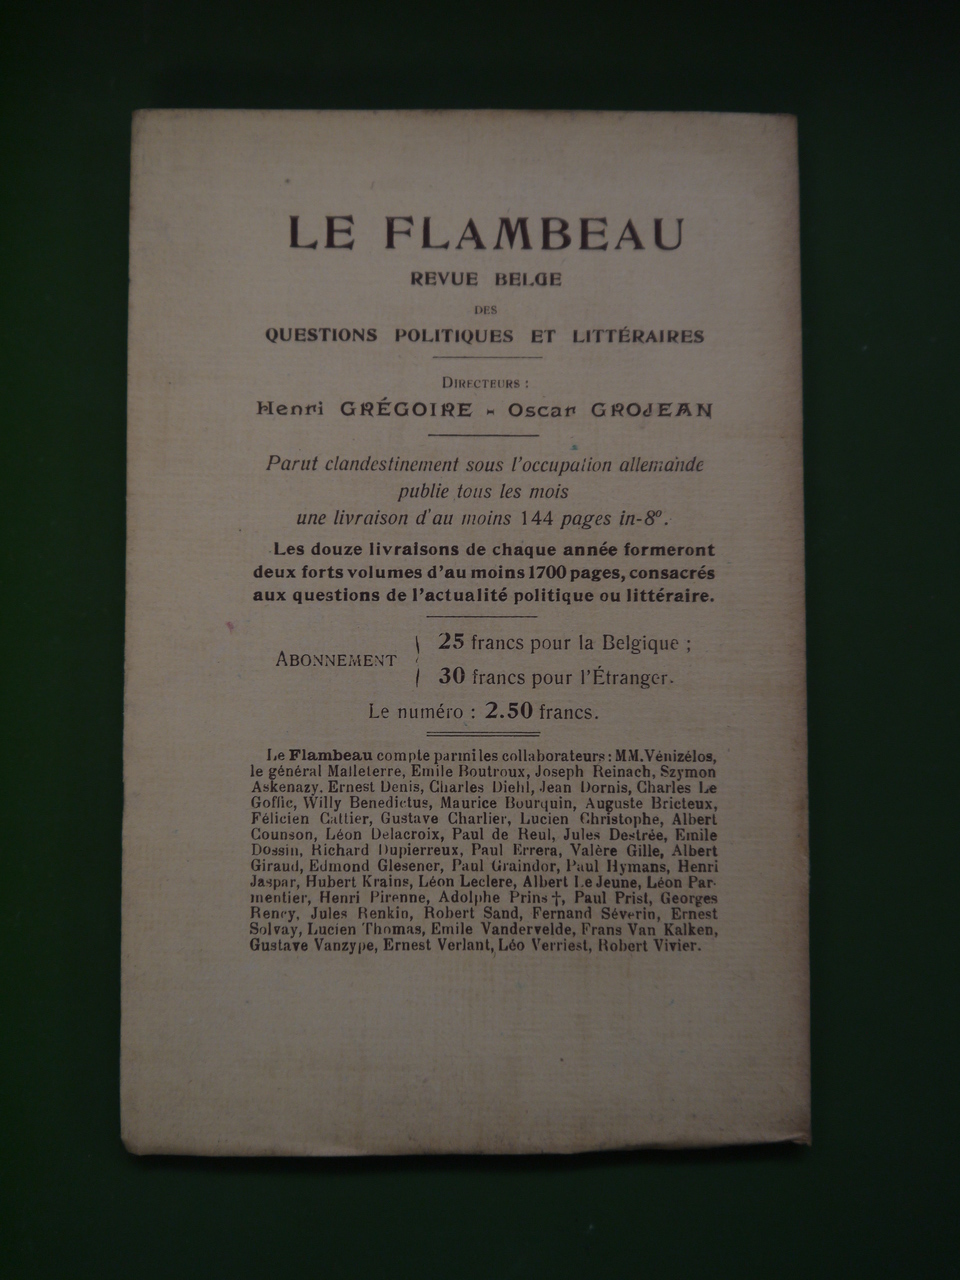 LE FLAMBEAU
REVUE BELGE
DES
QUESTIONS POLITIQUES ET LITTÉRAIRES
DIRECTEURS :
Henri GRÉGOIRE - Oscar GROJEAN
Parut clandestinement sous l'occupation allemande
publie tous les mois
une livraison d'au moins 144 pages in-8º.
Les douze livraisons de chaque année formeront
deux forts volumes d'au moins 1700 pages, consacrés
aux questions de l'actualité politique ou littéraire.
ABONNEMENT
25 francs pour la Belgique ;
30 francs pour l'Étranger.
Le numéro : 2.50 francs.
Le Flambeau compte parmi les collaborateurs : MM. Vénizélos,
le général Malleterre, Emile Boutroux, Joseph Reinach, Szymon
Askenazy, Ernest Denis, Charles Diehl, Jean Dornis, Charles Le
Goffic, Willy Benedictus, Maurice Bourquin, Auguste Bricteux,
Félicien Cattier, Gustave Charlier, Lucien Christophe, Albert
Counson, Léon Delacroix, Paul de Reul, Jules Destrée, Emile
Dossin, Richard Dupierreux, Paul Errera, Valère Gille, Albert
Giraud, Edmond Glesener, Paul Graindor, Paul Hymans, Henri
Jaspar, Hubert Krains, Léon Leclere, Albert Le Jeune, Léon Par-
mentier, Henri Pirenne, Adolphe Prins †, Paul Prist, Georges
Rency, Jules Renkin, Robert Sand, Fernand Séverin, Ernest
Solvay, Lucien Thomas, Emile Vandervelde, Frans Van Kalken,
Gustave Vanzype, Ernest Verlant, Léo Verriest, Robert Vivier.